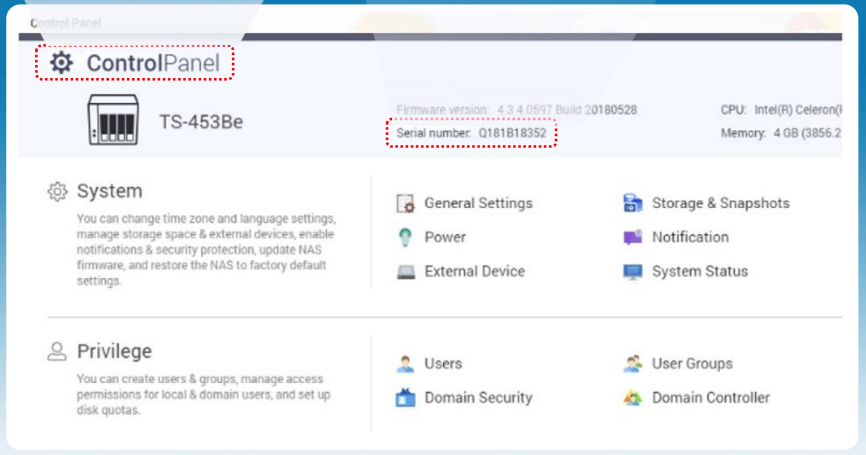 Control Panel
ControlPanel
TS-453Be
Firmware version: 4.3.4.0597 Build 20180528
Serial number: Q181B18352
CPU: Intel(R) Celeron(
Memory: 4 GB (3856.2
System
You can change time zone and language settings,
manage storage space & external devices, enable
notifications & security protection, update NAS
firmware, and restore the NAS to factory default
settings.
General Settings
Storage & Snapshots
Power
Notification
External Device
System Status
Privilege
You can create users & groups, manage access
permissions for local & domain users, and set up
disk quotas.
Users
User Groups
Domain Security
Domain Controller